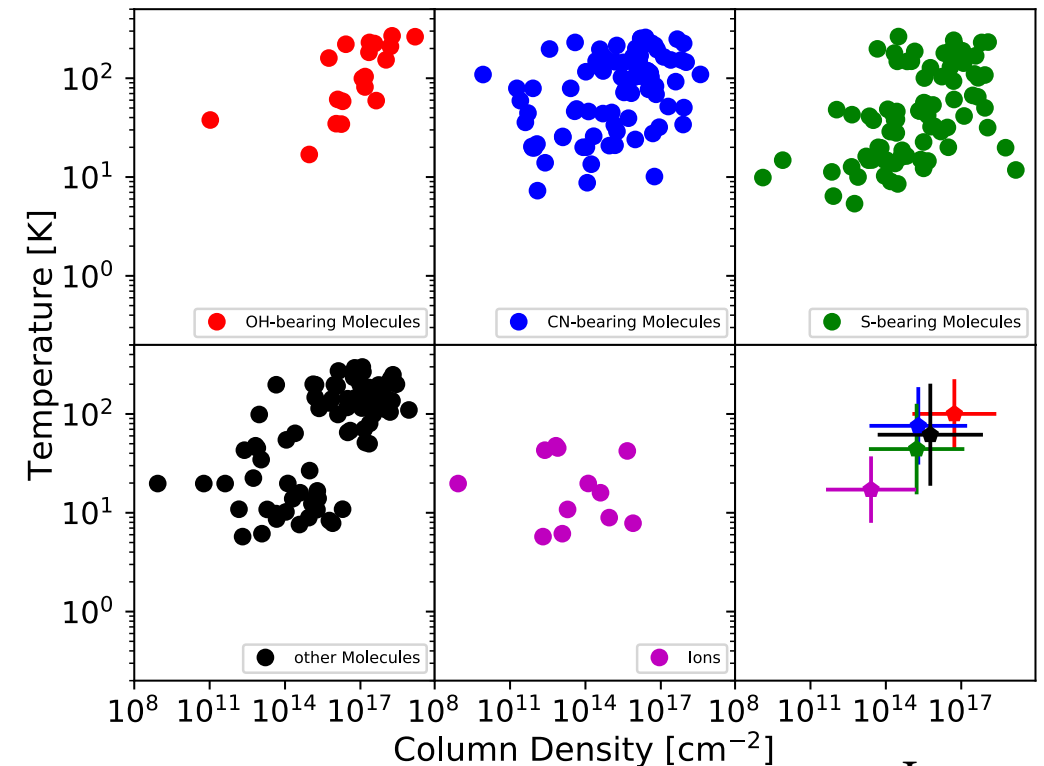 Temperature [K]
10²
10¹
10⁰
OH-bearing Molecules
CN-bearing Molecules
S-bearing Molecules
10²
10¹
10⁰
other Molecules
Ions
10⁸ 10¹¹ 10¹⁴ 10¹⁷ 10⁸ 10¹¹ 10¹⁴ 10¹⁷ 10⁸ 10¹¹ 10¹⁴ 10¹⁷
Column Density [cm⁻²]